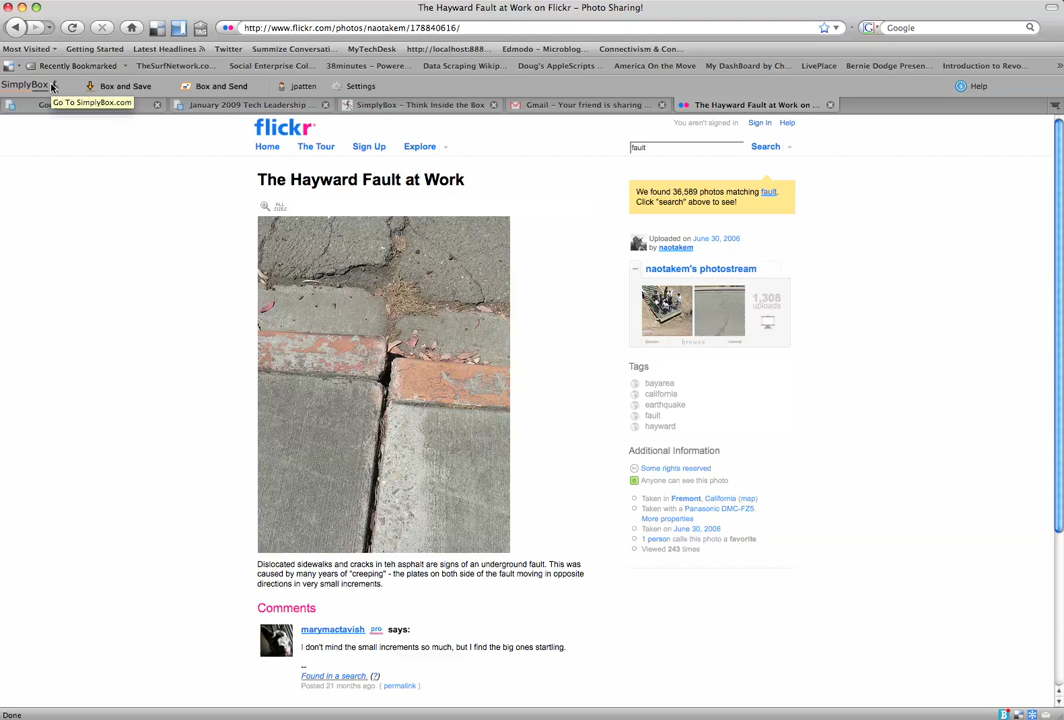 The Hayward Fault at Work on Flickr - Photo Sharing!
http://www.flickr.com/photos/naotakem/178840616/
Google
Most Visited Getting Started Latest Headlines Twitter Summize Conversati... MyTechDesk http://localhost:888... Edmodo - Microblog... Connectivism & Con...
Recently Bookmarked TheSurfNetwork.co... Social Enterprise Col... 38minutes - Powere... Data Scraping Wikip... Doug's AppleScripts... America On the Move My DashBoard by Ch... LivePlace Bernie Dodge Presen... Introduction to Revo...
SimplyBox Box and Save Box and Send jpatten Settings Help
Go To SimplyBox.com
January 2009 Tech Leadership ... SimplyBox - Think Inside the Box Gmail - Your friend is sharing ... The Hayward Fault at Work on...
flickr
You aren't signed in Sign In Help
Home The Tour Sign Up Explore
fault Search
The Hayward Fault at Work
We found 36,589 photos matching fault.
Click "search" above to see!
ALL SIZES
Uploaded on June 30, 2006
by naotakem
naotakem's photostream
1,308
uploads
browse
Tags
bayarea
california
earthquake
fault
hayward
Additional Information
Some rights reserved
Anyone can see this photo
Taken in Fremont, California (map)
Taken with a Panasonic DMC-FZ5.
More properties
Taken on June 30, 2006
1 person calls this photo a favorite
Viewed 243 times
Dislocated sidewalks and cracks in teh asphalt are signs of an underground fault. This was
caused by many years of "creeping" - the plates on both side of the fault moving in opposite
directions in very small increments.
Comments
marymactavish pro says:
I don't mind the small increments so much, but I find the big ones startling.
--
Found in a search. (?)
Posted 21 months ago. ( permalink )
Done